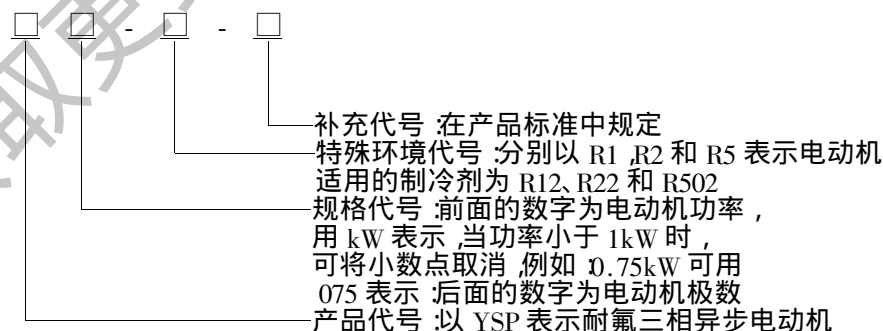 □ □ - □ - □
补充代号:在产品标准中规定
特殊环境代号:分别以 R1,R2 和 R5 表示电动机
适用的制冷剂为 R12、R22 和 R502
规格代号:前面的数字为电动机功率,
用 kW 表示,当功率小于 1kW 时,
可将小数点取消,例如:0.75kW 可用
075 表示:后面的数字为电动机极数
产品代号:以 YSP 表示耐氟三相异步电动机